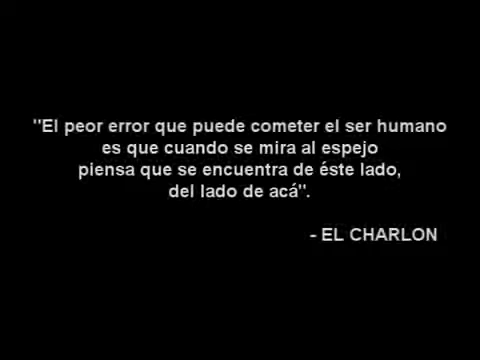 "El peor error que puede cometer el ser humano
es que cuando se mira al espejo
piensa que se encuentra de éste lado,
del lado de acá".
- EL CHARLON